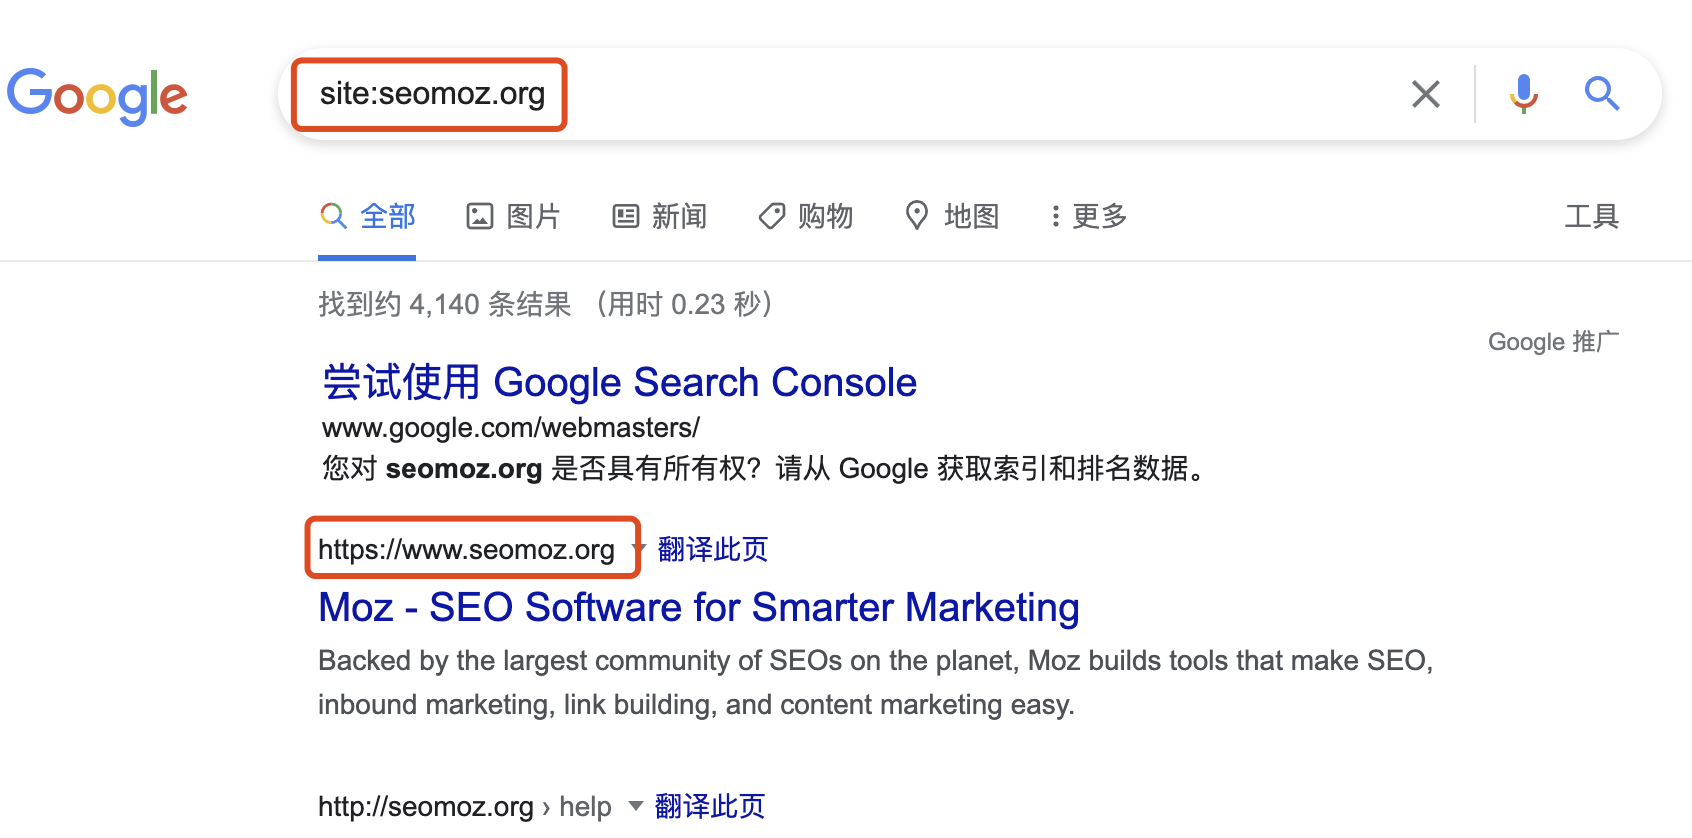 Google
site:seomoz.org
全部 图片 新闻 购物 地图 更多 工具
找到约 4,140 条结果 （用时 0.23 秒）
Google 推广
尝试使用 Google Search Console
www.google.com/webmasters/
您对 seomoz.org 是否具有所有权？请从 Google 获取索引和排名数据。
https://www.seomoz.org 翻译此页
Moz - SEO Software for Smarter Marketing
Backed by the largest community of SEOs on the planet, Moz builds tools that make SEO,
inbound marketing, link building, and content marketing easy.
http://seomoz.org › help 翻译此页